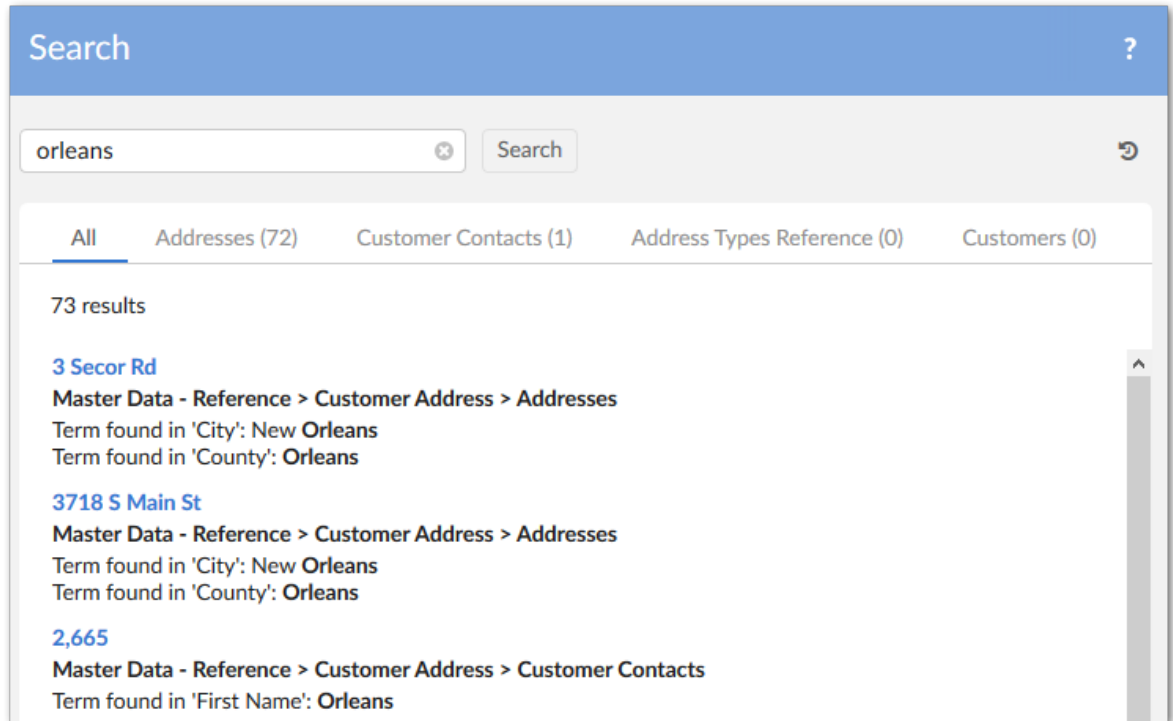 Search ?
orleans Search
All Addresses (72) Customer Contacts (1) Address Types Reference (0) Customers (0)
73 results
3 Secor Rd
Master Data - Reference > Customer Address > Addresses
Term found in 'City': New Orleans
Term found in 'County': Orleans
3718 S Main St
Master Data - Reference > Customer Address > Addresses
Term found in 'City': New Orleans
Term found in 'County': Orleans
2,665
Master Data - Reference > Customer Address > Customer Contacts
Term found in 'First Name': Orleans